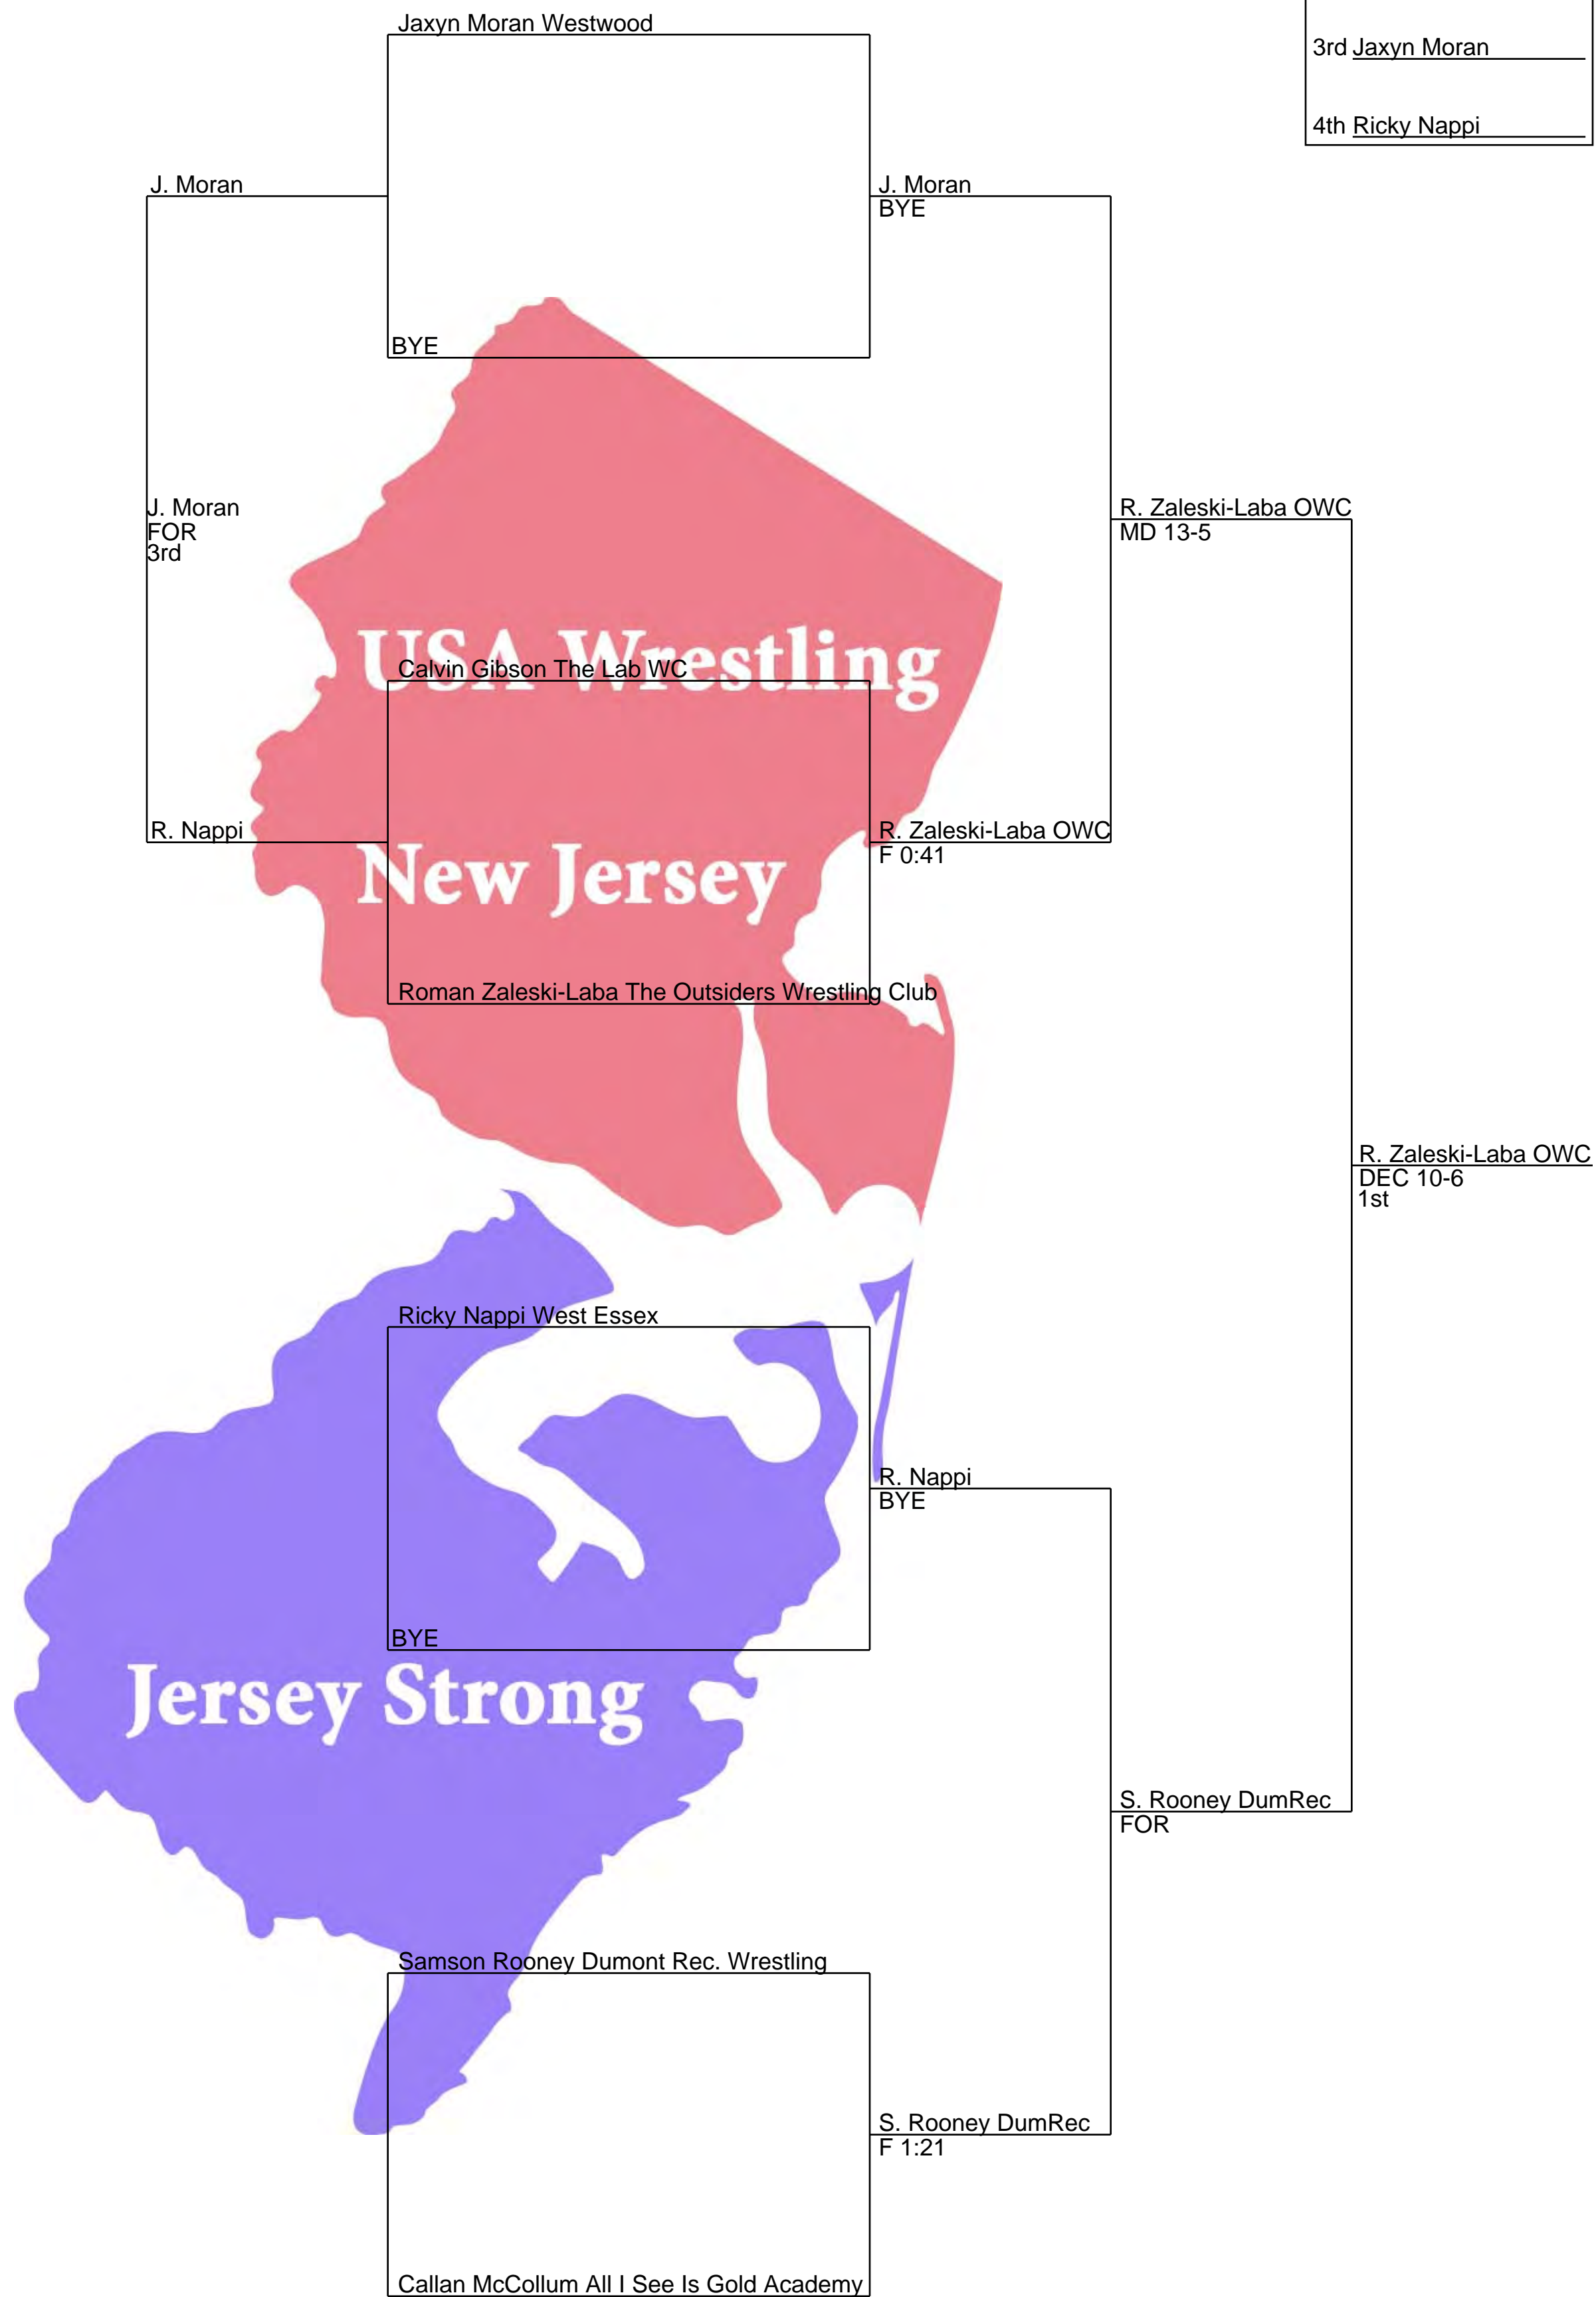 Jaxyn Moran Westwood
3rd Jaxyn Moran
4th Ricky Nappi
J. Moran
J. Moran
BYE
BYE
J. Moran
FOR
3rd
R. Zaleski-Laba OWC
MD 13-5
USA Wrestling
Calvin Gibson The Lab WC
R. Nappi
R. Zaleski-Laba OWC
F 0:41
New Jersey
Roman Zaleski-Laba The Outsiders Wrestling Club
R. Zaleski-Laba OWC
DEC 10-6
1st
Ricky Nappi West Essex
R. Nappi
BYE
BYE
Jersey Strong
S. Rooney DumRec
FOR
Samson Rooney Dumont Rec. Wrestling
S. Rooney DumRec
F 1:21
Callan McCollum All I See Is Gold Academy